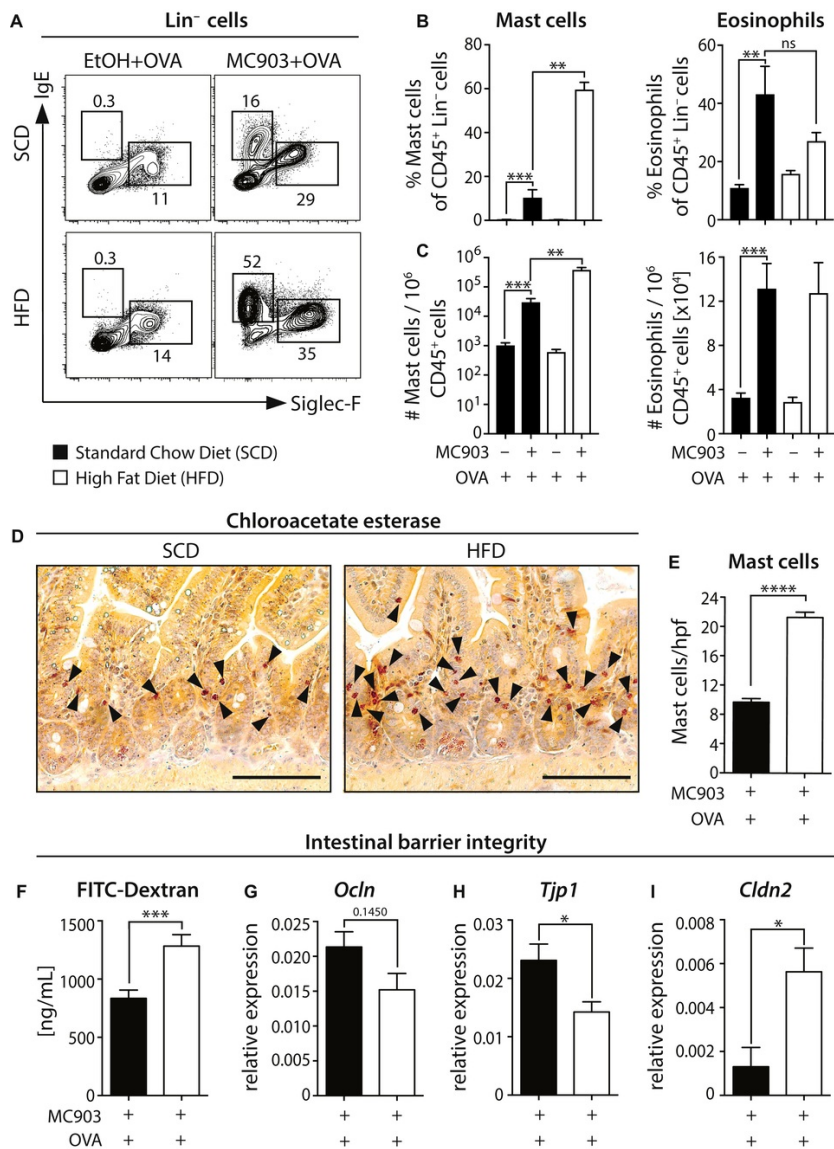 A
Lin⁻ cells
EtOH+OVA
MC903+OVA
IgE
SCD
0.3
11
16
29
HFD
0.3
14
52
35
Siglec-F
Standard Chow Diet (SCD)
High Fat Diet (HFD)
B
Mast cells
% Mast cells
of CD45⁺ Lin⁻ cells
80
60
40
20
0
***
**
Eosinophils
% Eosinophils
of CD45⁺ Lin⁻ cells
60
40
20
0
**
ns
C
# Mast cells / 10⁶
CD45⁺ cells
10⁶
10⁵
10⁴
10³
10²
10¹
0
***
**
MC903 – + – +
OVA + + + +
# Eosinophils / 10⁶
CD45⁺ cells [x10⁴]
16
12
8
4
0
***
MC903 – + – +
OVA + + + +
D
Chloroacetate esterase
SCD
HFD
E
Mast cells
Mast cells/hpf
24
20
16
12
8
4
0
****
MC903 + +
OVA + +
Intestinal barrier integrity
F
FITC-Dextran
[ng/mL]
1500
1000
500
0
***
MC903 + +
OVA + +
G
Ocln
relative expression
0.025
0.020
0.015
0.010
0.005
0.000
0.1450
+ +
+ +
H
Tjp1
relative expression
0.03
0.02
0.01
0.00
*
+ +
+ +
I
Cldn2
relative expression
0.008
0.006
0.004
0.002
0.000
*
+ +
+ +